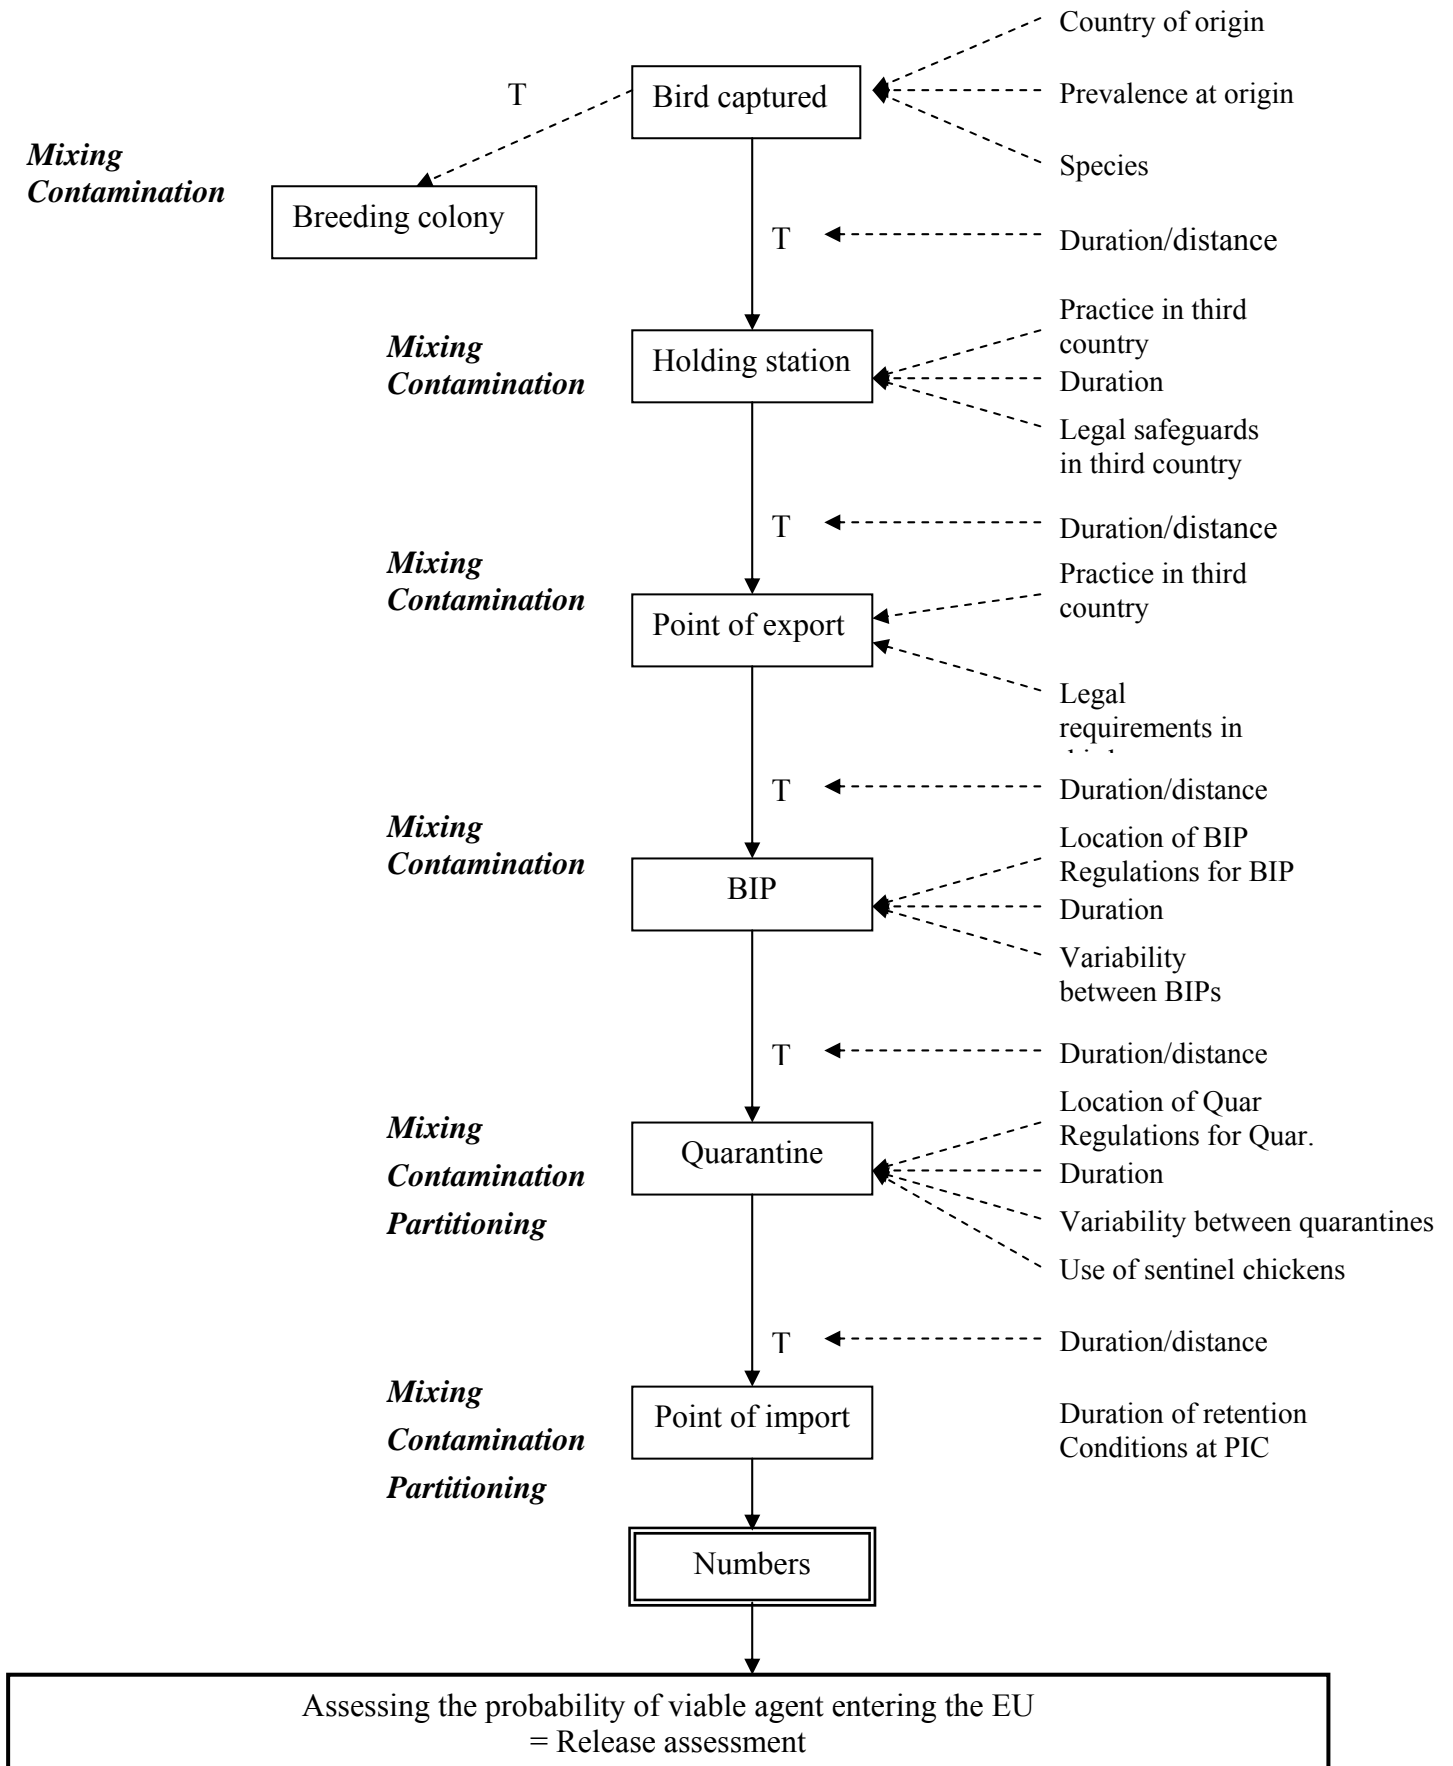 Country of origin
T
Bird captured
Prevalence at origin
Mixing
Contamination
Species
Breeding colony
T
Duration/distance
Practice in third
country
Mixing
Contamination
Holding station
Duration
Legal safeguards
in third country
T
Duration/distance
Mixing
Contamination
Practice in third
country
Point of export
Legal
requirements in
T
Duration/distance
Mixing
Contamination
Location of BIP
Regulations for BIP
BIP
Duration
Variability
between BIPs
T
Duration/distance
Location of Quar
Regulations for Quar.
Mixing
Contamination
Partitioning
Quarantine
Duration
Variability between quarantines
Use of sentinel chickens
T
Duration/distance
Mixing
Contamination
Partitioning
Point of import
Duration of retention
Conditions at PIC
Numbers
Assessing the probability of viable agent entering the EU
= Release assessment